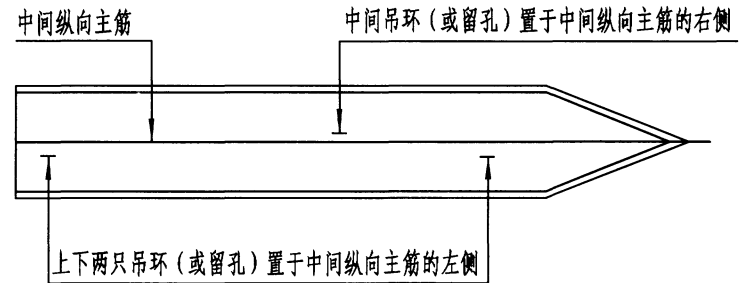 中间纵向主筋
中间吊环(或留孔)置于中间纵向主筋的右侧
上下两只吊环(或留孔)置于中间纵向主筋的左侧